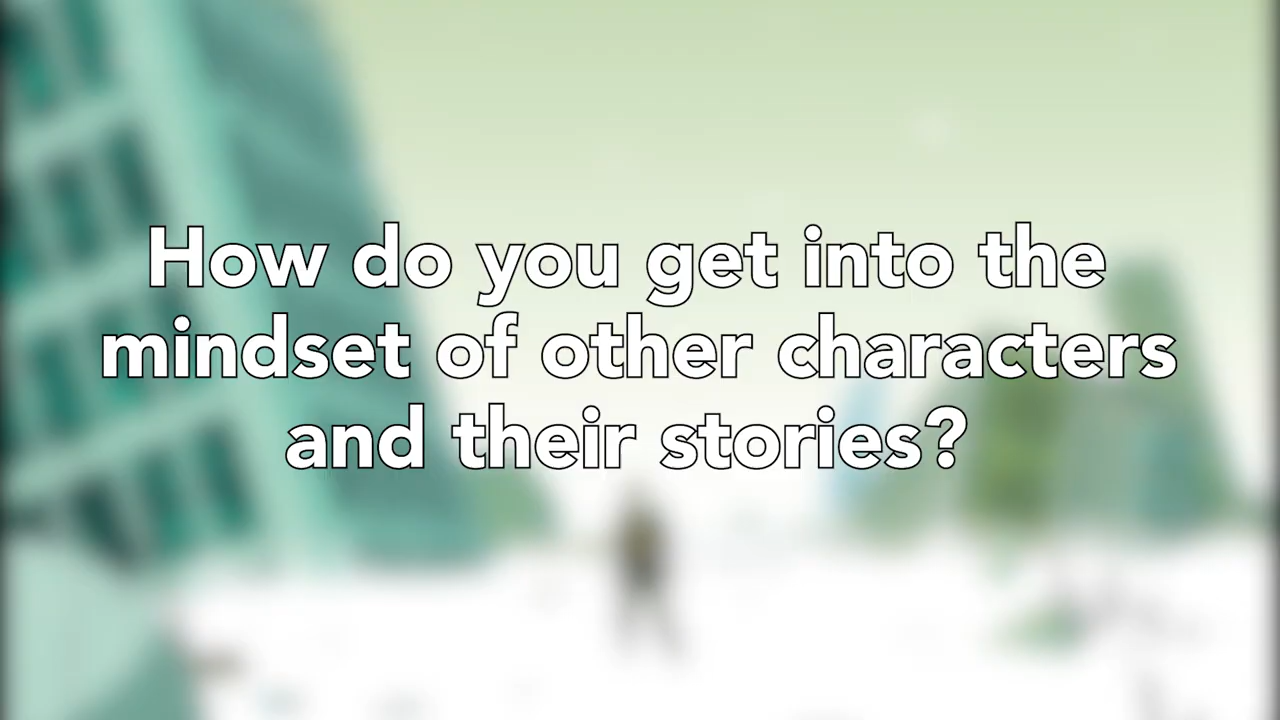 How do you get into the
mindset of other characters
and their stories?